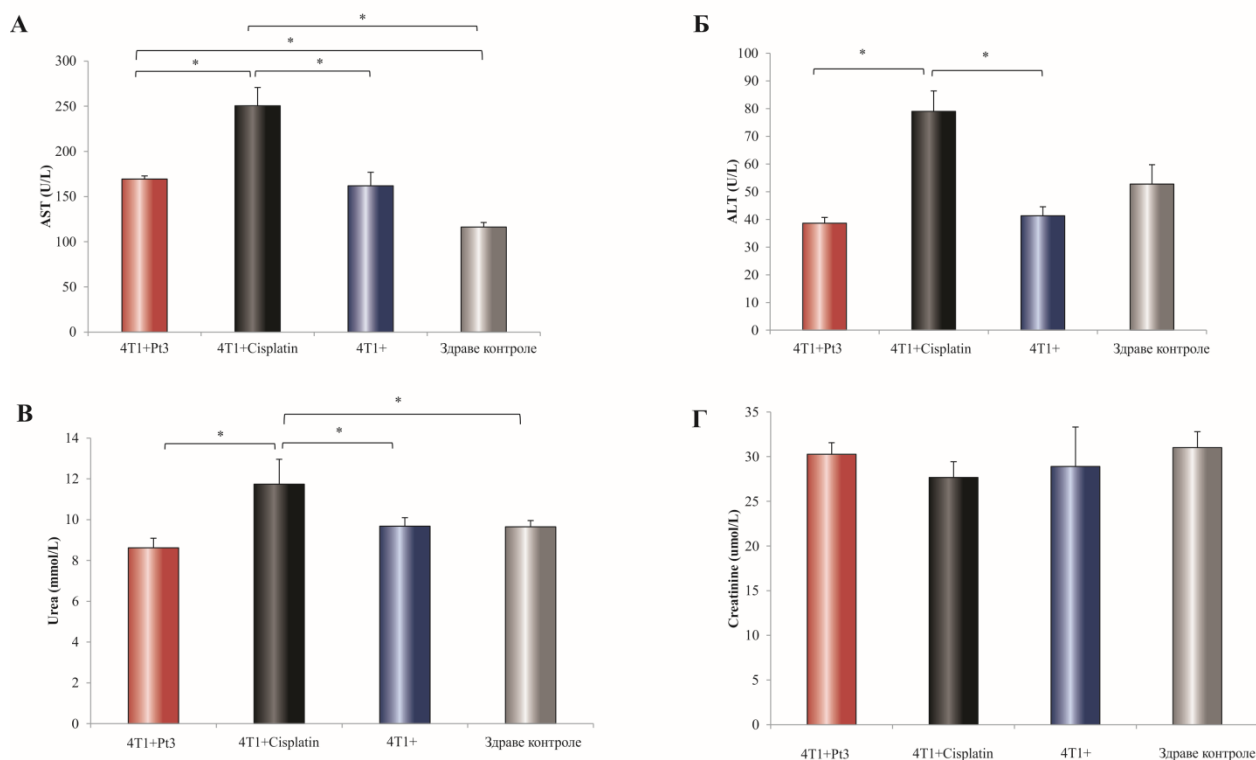 А
*
*
*
*
300
250
200
150
100
50
0
AST (U/L)
4T1+Pt3
4T1+Cisplatin
4T1+
Здраве контроле
Б
*
*
100
90
80
70
60
50
40
30
20
10
0
ALT (U/L)
4T1+Pt3
4T1+Cisplatin
4T1+
Здраве контроле
В
*
*
*
14
12
10
8
6
4
2
0
Urea (mmol/L)
4T1+Pt3
4T1+Cisplatin
4T1+
Здраве контроле
Г
35
30
25
20
15
10
5
0
Creatinine (umol/L)
4T1+Pt3
4T1+Cisplatin
4T1+
Здраве контроле